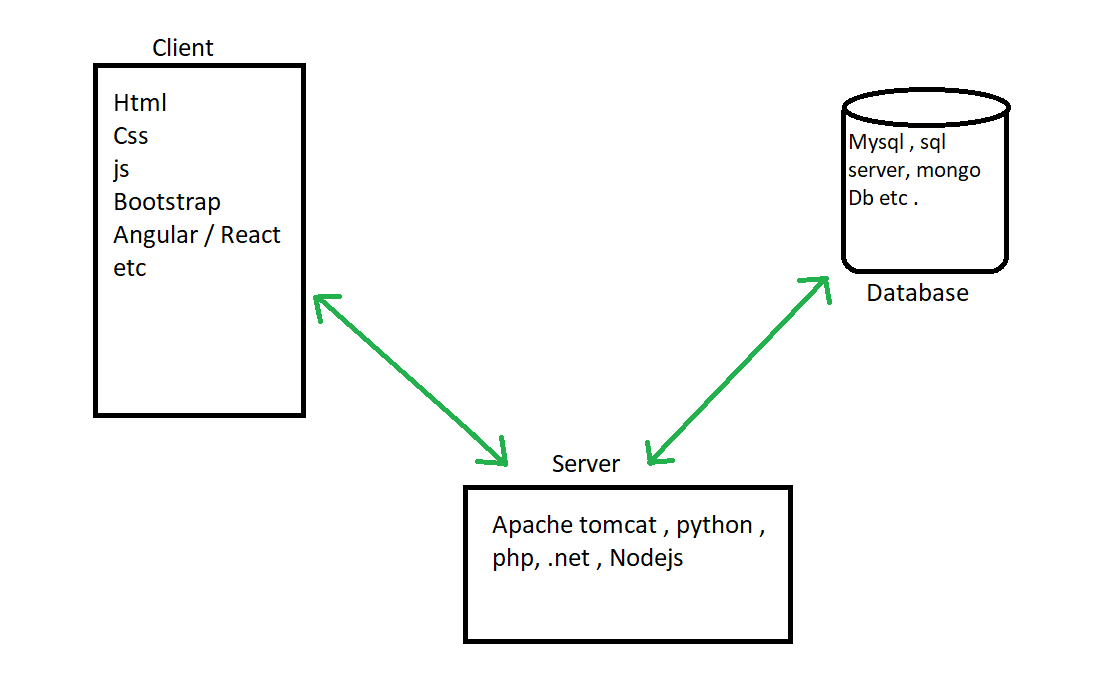 Client
Html
Css
js
Bootstrap
Angular / React
etc
Mysql , sql
server, mongo
Db etc .
Database
Server
Apache tomcat , python ,
php, .net , Nodejs